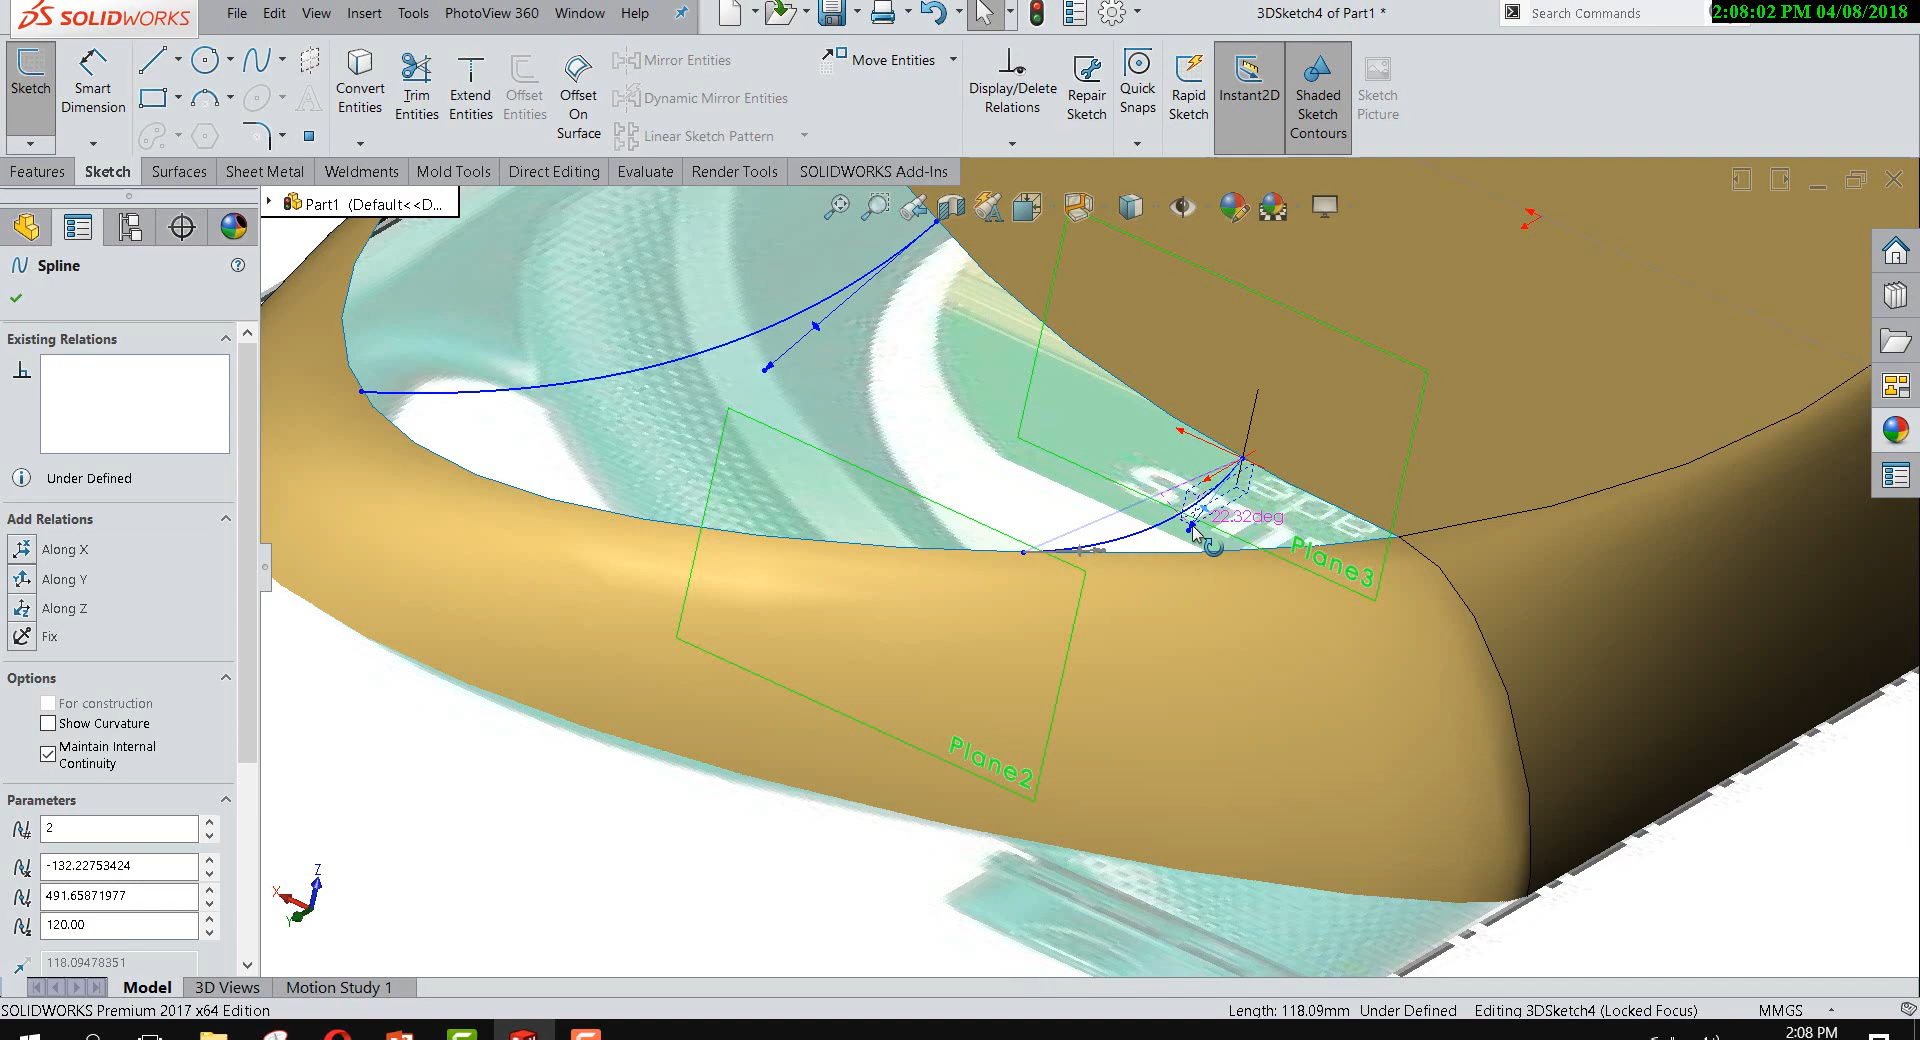 SOLIDWORKS
File Edit View Insert Tools PhotoView 360 Window Help
3DSketch4 of Part1 *
Search Commands
2:08:02 PM 04/08/2018
Sketch
Smart Dimension
Convert Entities
Trim Entities
Extend Entities
Offset Entities
Offset On Surface
Mirror Entities
Dynamic Mirror Entities
Linear Sketch Pattern
Move Entities
Display/Delete Relations
Repair Sketch
Quick Snaps
Rapid Sketch
Instant2D
Shaded Sketch Contours
Sketch Picture
Features Sketch Surfaces Sheet Metal Weldments Mold Tools Direct Editing Evaluate Render Tools SOLIDWORKS Add-Ins
Part1 (Default<<D...
Spline
Existing Relations
Under Defined
Add Relations
Along X
Along Y
Along Z
Fix
Options
For construction
Show Curvature
Maintain Internal
Continuity
Parameters
2
-132.22753424
491.65871977
120.00
118.09478351
22.32deg
Plane3
Plane2
Z
X
Y
Model 3D Views Motion Study 1
SOLIDWORKS Premium 2017 x64 Edition
Length: 118.09mm Under Defined Editing 3DSketch4 (Locked Focus) MMGS
2:08 PM